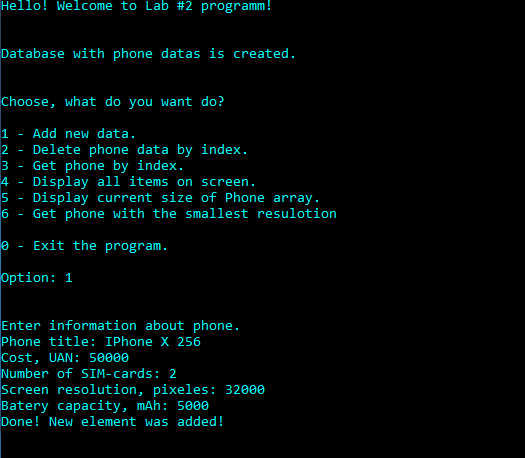 Hello! Welcome to Lab #2 programm!
Database with phone datas is created.
Choose, what do you want do?
1 - Add new data.
2 - Delete phone data by index.
3 - Get phone by index.
4 - Display all items on screen.
5 - Display current size of Phone array.
6 - Get phone with the smallest resulotion
0 - Exit the program.
Option: 1
Enter information about phone.
Phone title: IPhone X 256
Cost, UAN: 50000
Number of SIM-cards: 2
Screen resolution, pixeles: 32000
Batery capacity, mAh: 5000
Done! New element was added!